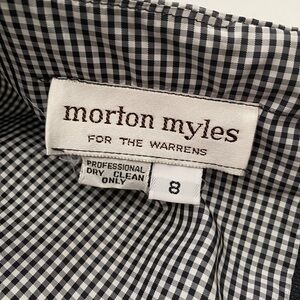 morton myles
FOR THE WARRENS
PROFESSIONAL
DRY CLEAN
ONLY
8